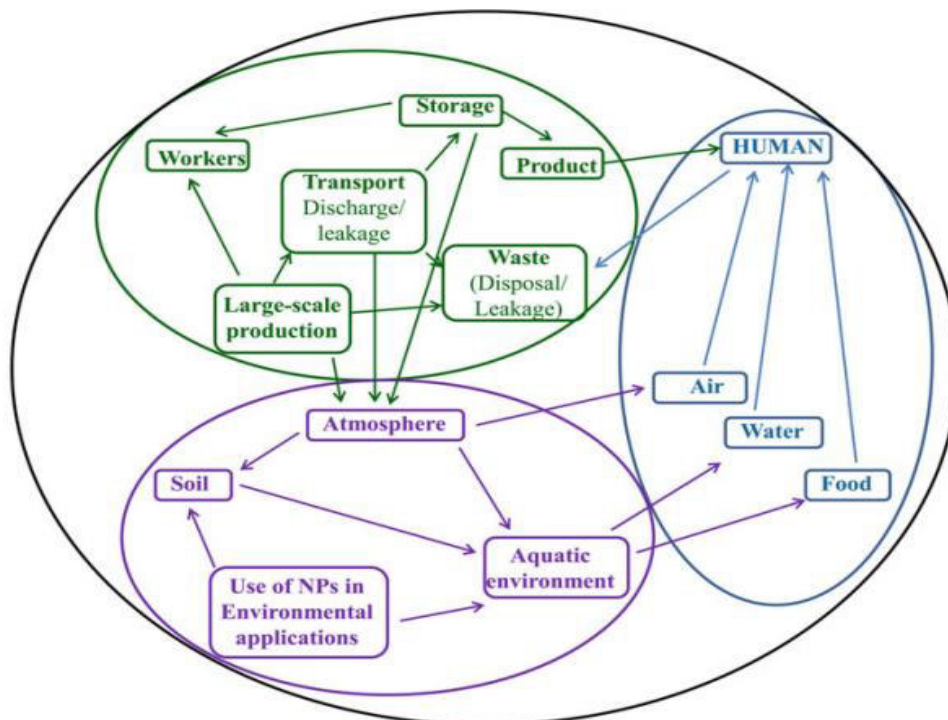 Storage
Workers
Product
HUMAN
Transport
Discharge/
leakage
Waste
(Disposal/
Leakage)
Large-scale
production
Atmosphere
Air
Water
Soil
Food
Aquatic
environment
Use of NPs in
Environmental
applications